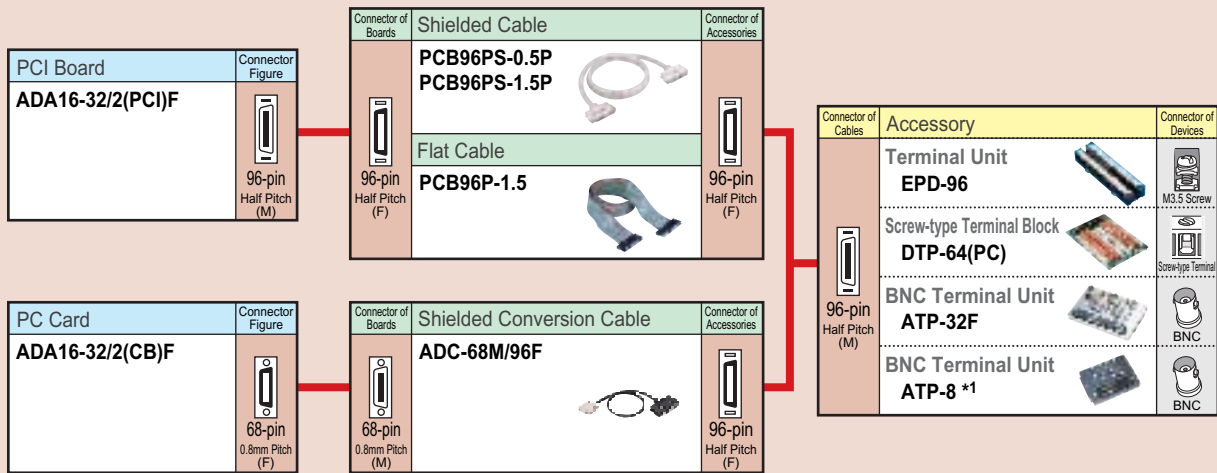 PCI Board
Connector
Figure
ADA16-32/2(PCI)F
96-pin
Half Pitch
(M)
Connector of
Boards
Shielded Cable
Connector of
Accessories
PCB96PS-0.5P
PCB96PS-1.5P
Flat Cable
PCB96P-1.5
96-pin
Half Pitch
(F)
96-pin
Half Pitch
(F)
PC Card
Connector
Figure
ADA16-32/2(CB)F
68-pin
0.8mm Pitch
(F)
Connector of
Boards
Shielded Conversion Cable
Connector of
Accessories
ADC-68M/96F
68-pin
0.8mm Pitch
(M)
96-pin
Half Pitch
(F)
Connector of
Cables
Accessory
Connector of
Devices
96-pin
Half Pitch
(M)
Terminal Unit
EPD-96
M3.5 Screw
Screw-type Terminal Block
DTP-64(PC)
Screw-type Terminal
BNC Terminal Unit
ATP-32F
BNC
BNC Terminal Unit
ATP-8 *1
BNC